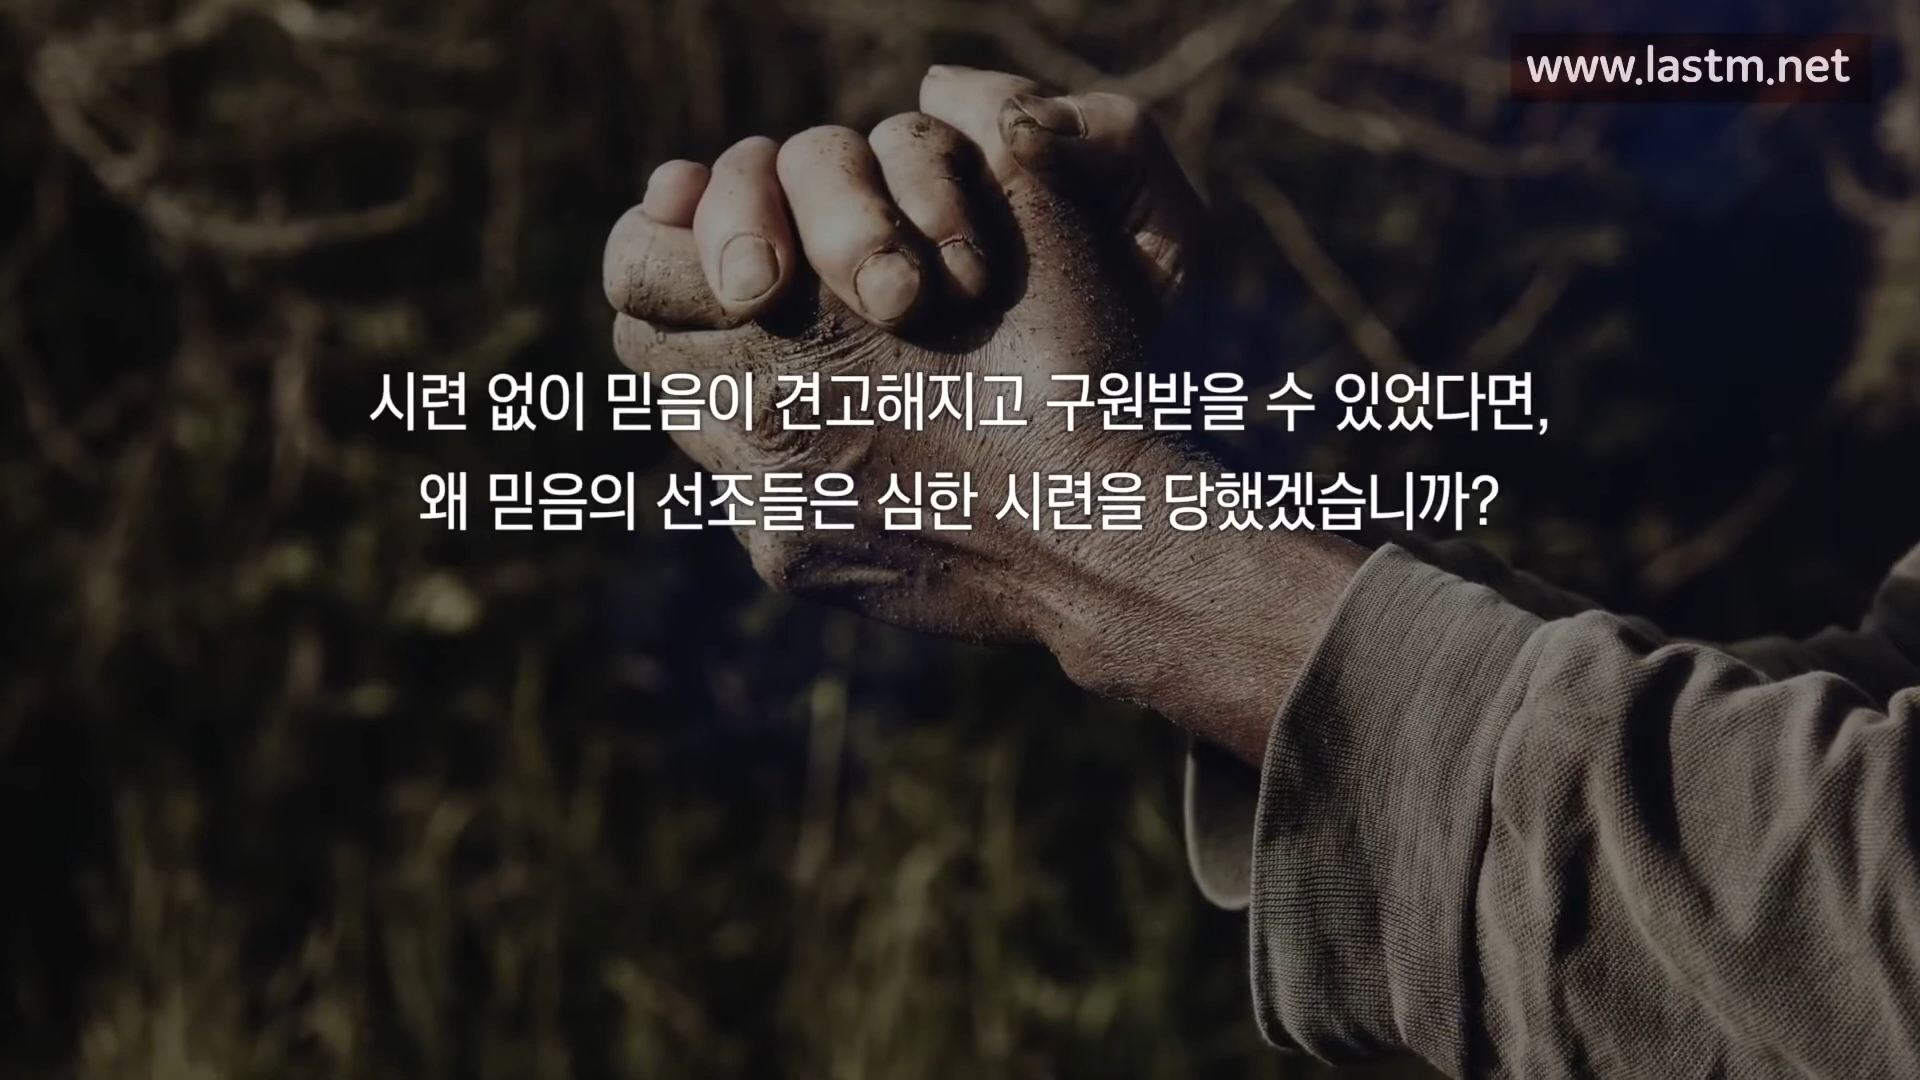 www.lastm.net
시련 없이 믿음이 견고해지고 구원받을 수 있었다면,
왜 믿음의 선조들은 심한 시련을 당했겠습니까?